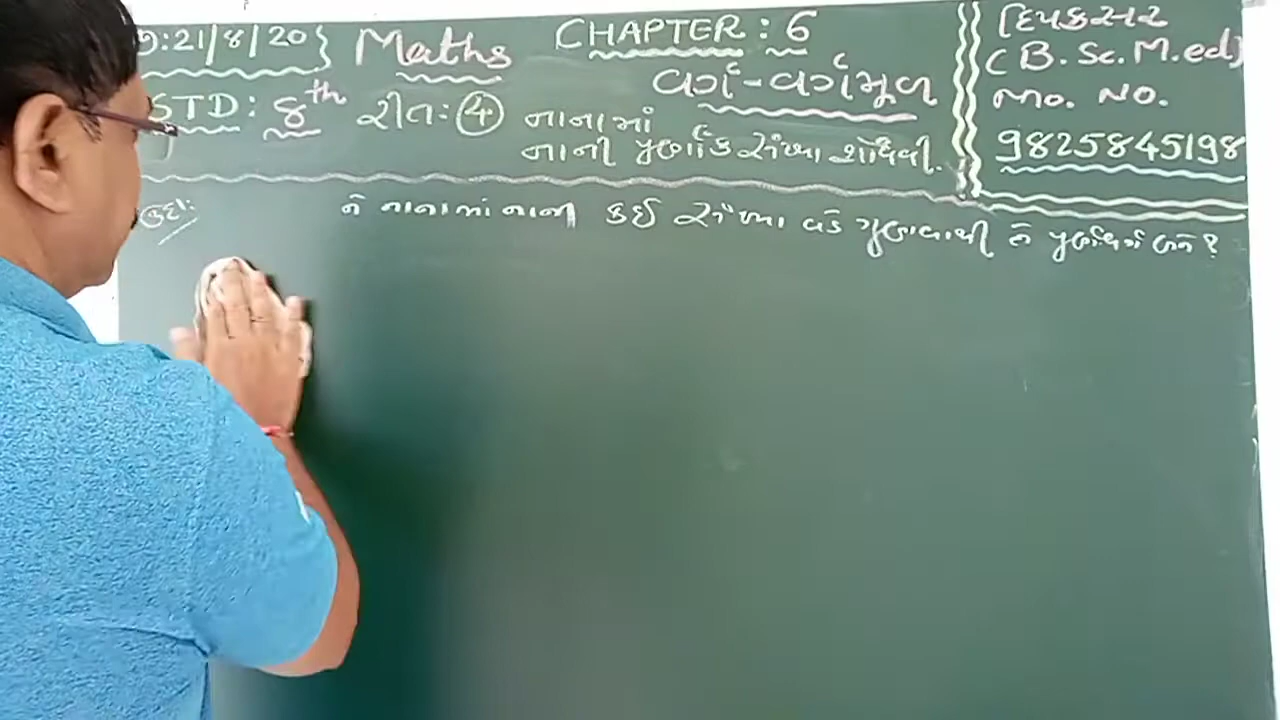 :21/8/20} Maths CHAPTER : 6
વર્ગ-વર્ગમૂળ
STD: 8th રીત: 4 નાનામાં
નાની પૂર્ણાંક સંખ્યા શોધવી.
દિપકસર
(B.Sc.M.ed)
Mo. No.
9825845198
ઉદા: ને નાનામાં નાની કઈ સંખ્યા વડે ગુણવાથી તે પૂર્ણવર્ગ બને?